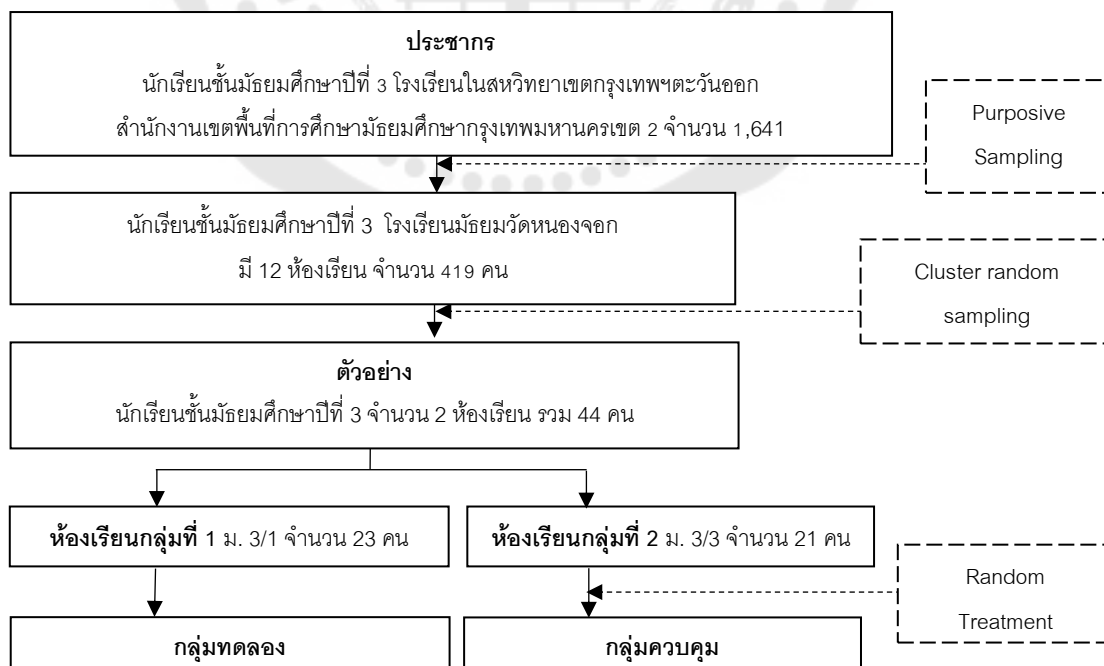 ประชากร
นักเรียนชั้นมัธยมศึกษาปีที่ 3 โรงเรียนในสหวิทยาเขตกรุงเทพฯตะวันออก
สำนักงานเขตพื้นที่การศึกษามัธยมศึกษากรุงเทพมหานครเขต 2 จำนวน 1,641
Purposive
Sampling
นักเรียนชั้นมัธยมศึกษาปีที่ 3 โรงเรียนมัธยมวัดหนองจอก
มี 12 ห้องเรียน จำนวน 419 คน
Cluster random
sampling
ตัวอย่าง
นักเรียนชั้นมัธยมศึกษาปีที่ 3 จำนวน 2 ห้องเรียน รวม 44 คน
ห้องเรียนกลุ่มที่ 1 ม. 3/1 จำนวน 23 คน
ห้องเรียนกลุ่มที่ 2 ม. 3/3 จำนวน 21 คน
Random
Treatment
กลุ่มทดลอง
กลุ่มควบคุม